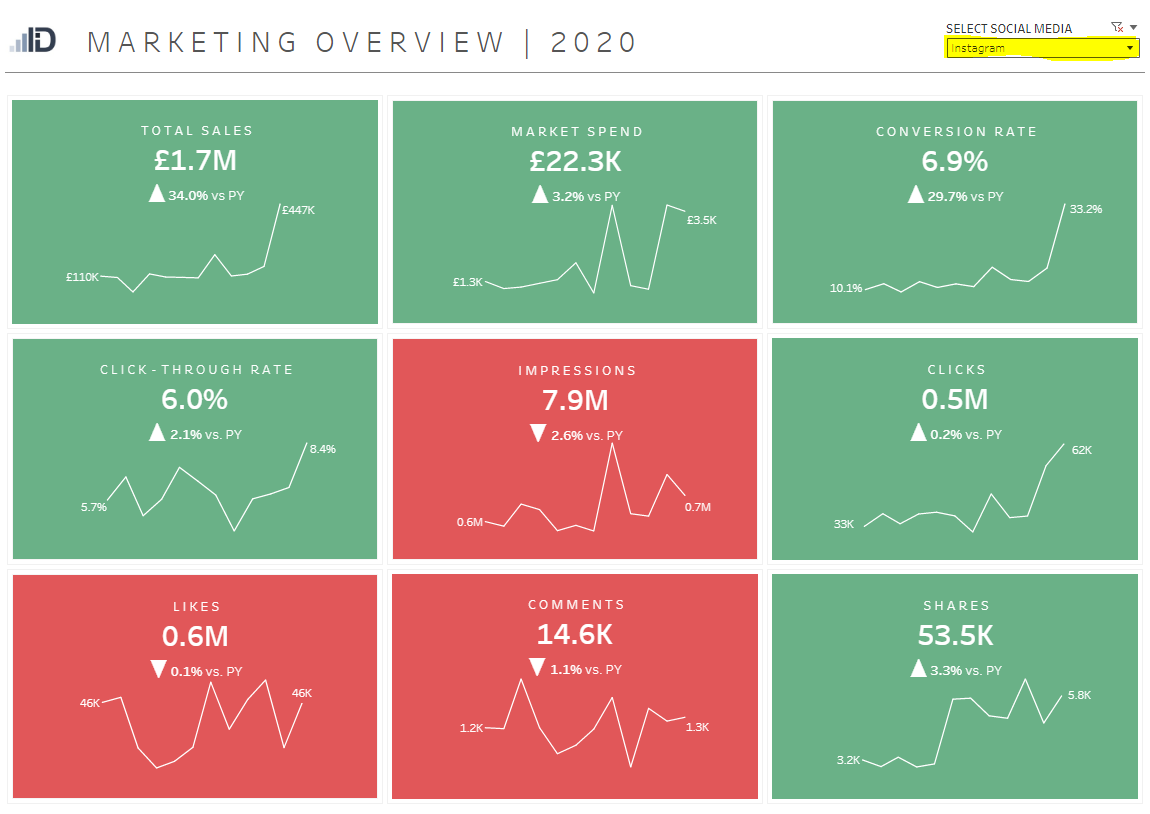 iD
MARKETING OVERVIEW | 2020
SELECT SOCIAL MEDIA
Instagram
TOTAL SALES
£1.7M
34.0% vs PY
£110K
£447K
MARKET SPEND
£22.3K
3.2% vs PY
£1.3K
£3.5K
CONVERSION RATE
6.9%
29.7% vs PY
10.1%
33.2%
CLICK-THROUGH RATE
6.0%
2.1% vs. PY
5.7%
8.4%
IMPRESSIONS
7.9M
2.6% vs. PY
0.6M
0.7M
CLICKS
0.5M
0.2% vs. PY
33K
62K
LIKES
0.6M
0.1% vs. PY
46K
46K
COMMENTS
14.6K
1.1% vs. PY
1.2K
1.3K
SHARES
53.5K
3.3% vs. PY
3.2K
5.8K